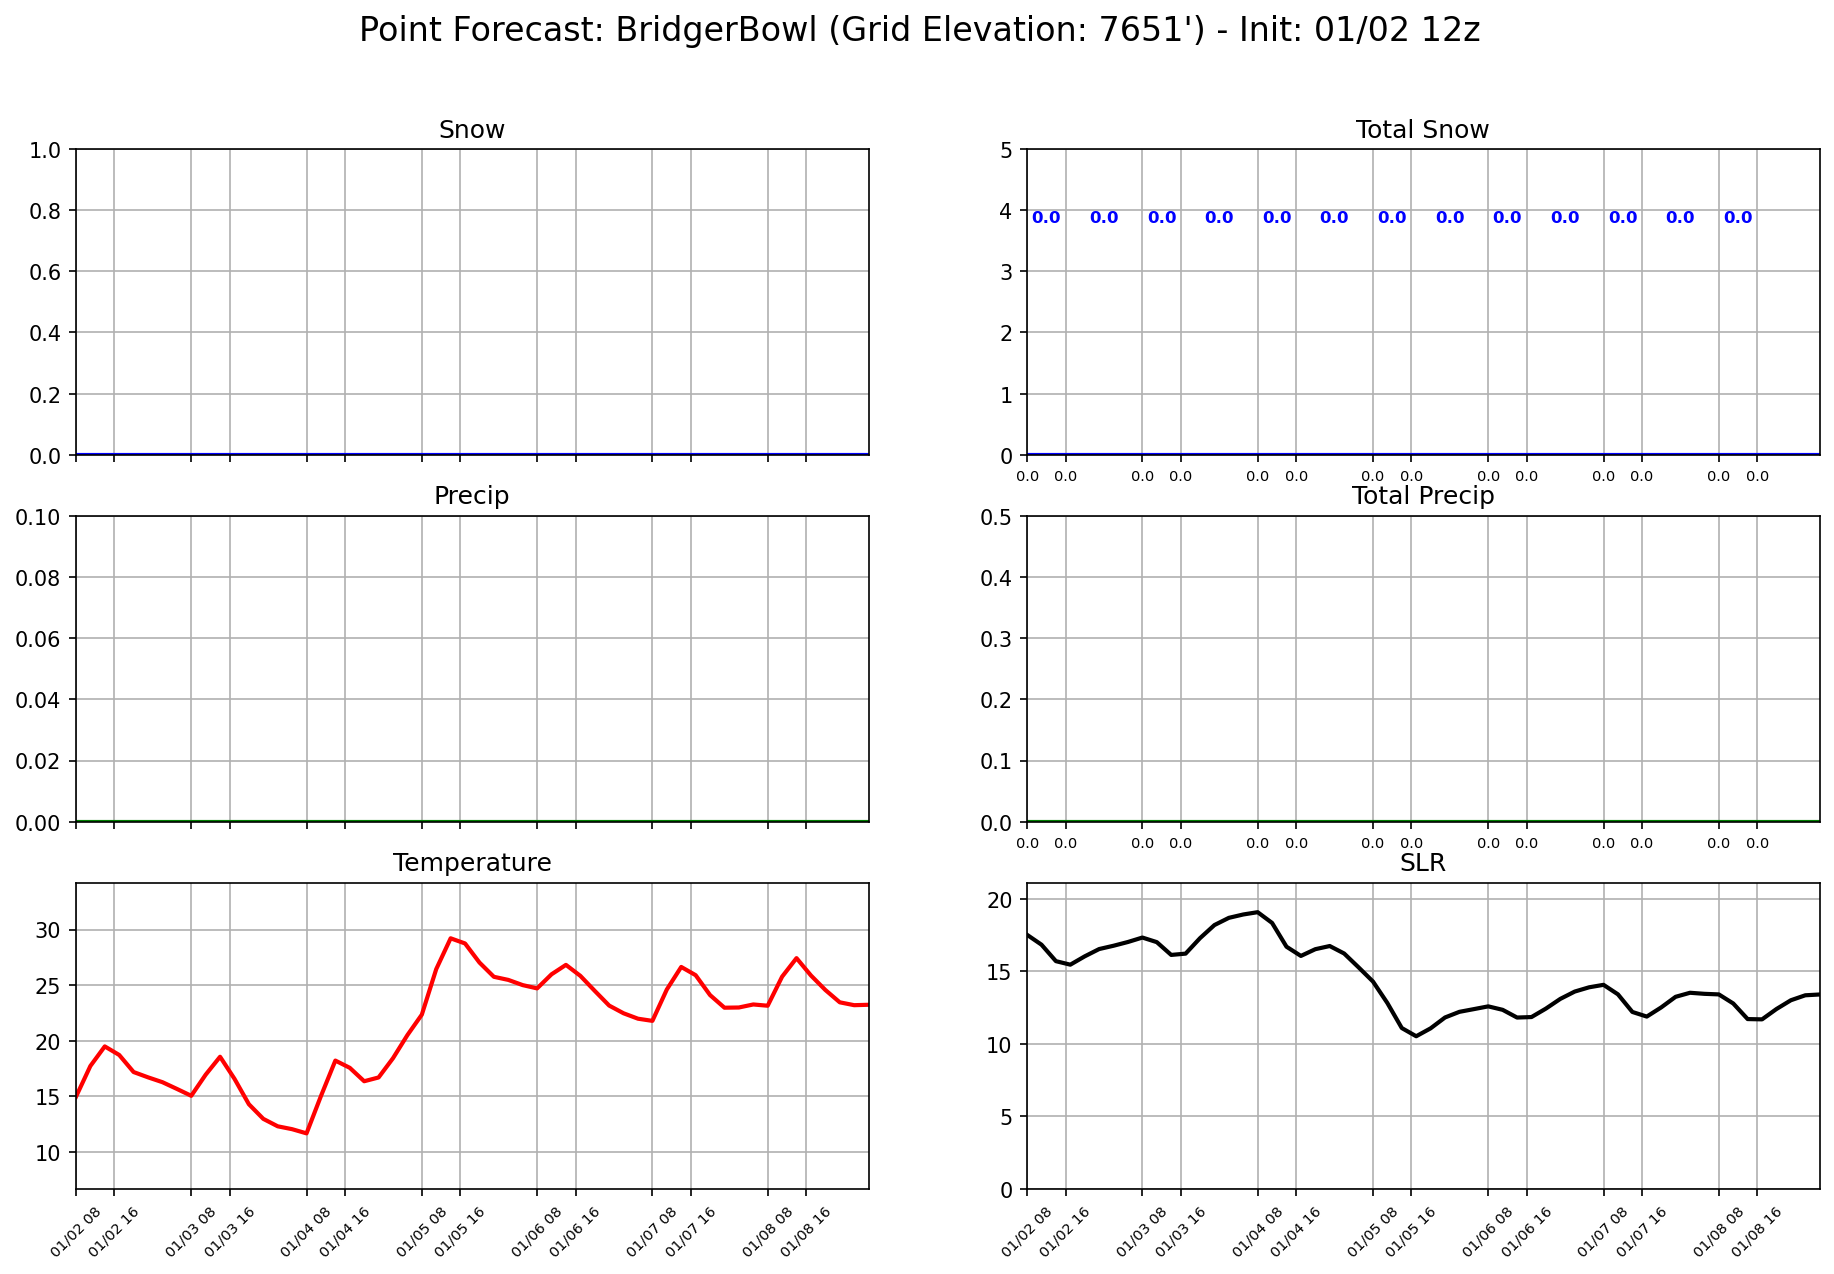 Point Forecast: BridgerBowl (Grid Elevation: 7651') - Init: 01/02 12z
Snow
1.0
0.8
0.6
0.4
0.2
0.0
Total Snow
5
4
3
2
1
0
0.0 0.0 0.0 0.0 0.0 0.0 0.0 0.0 0.0 0.0 0.0 0.0 0.0
0.0 0.0 0.0 0.0 0.0 0.0 0.0 0.0 0.0 0.0 0.0 0.0 0.0 0.0
Precip
0.10
0.08
0.06
0.04
0.02
0.00
Total Precip
0.5
0.4
0.3
0.2
0.1
0.0
0.0 0.0 0.0 0.0 0.0 0.0 0.0 0.0 0.0 0.0 0.0 0.0 0.0 0.0
Temperature
30
25
20
15
10
01/02 08 01/02 16 01/03 08 01/03 16 01/04 08 01/04 16 01/05 08 01/05 16 01/06 08 01/06 16 01/07 08 01/07 16 01/08 08 01/08 16
SLR
20
15
10
5
0
01/02 08 01/02 16 01/03 08 01/03 16 01/04 08 01/04 16 01/05 08 01/05 16 01/06 08 01/06 16 01/07 08 01/07 16 01/08 08 01/08 16